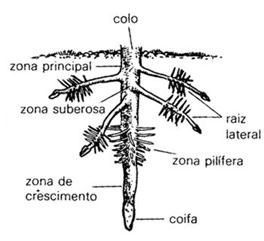 colo
zona principal
zona suberosa
raiz
lateral
zona pilífera
zona de
crescimento
coifa